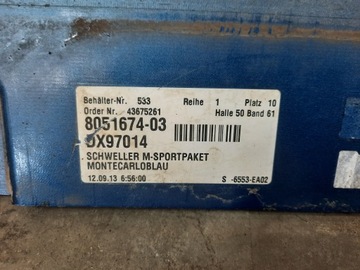 Behälter-Nr. 533 Reihe 1 Platz 10
Order Nr. 43675261 Halle 50 Band 61
8051674-03
DX97014
SCHWELLER M-SPORTPAKET
MONTECARLOBLAU
12.09.13 6:56:00 S -6553-EA02